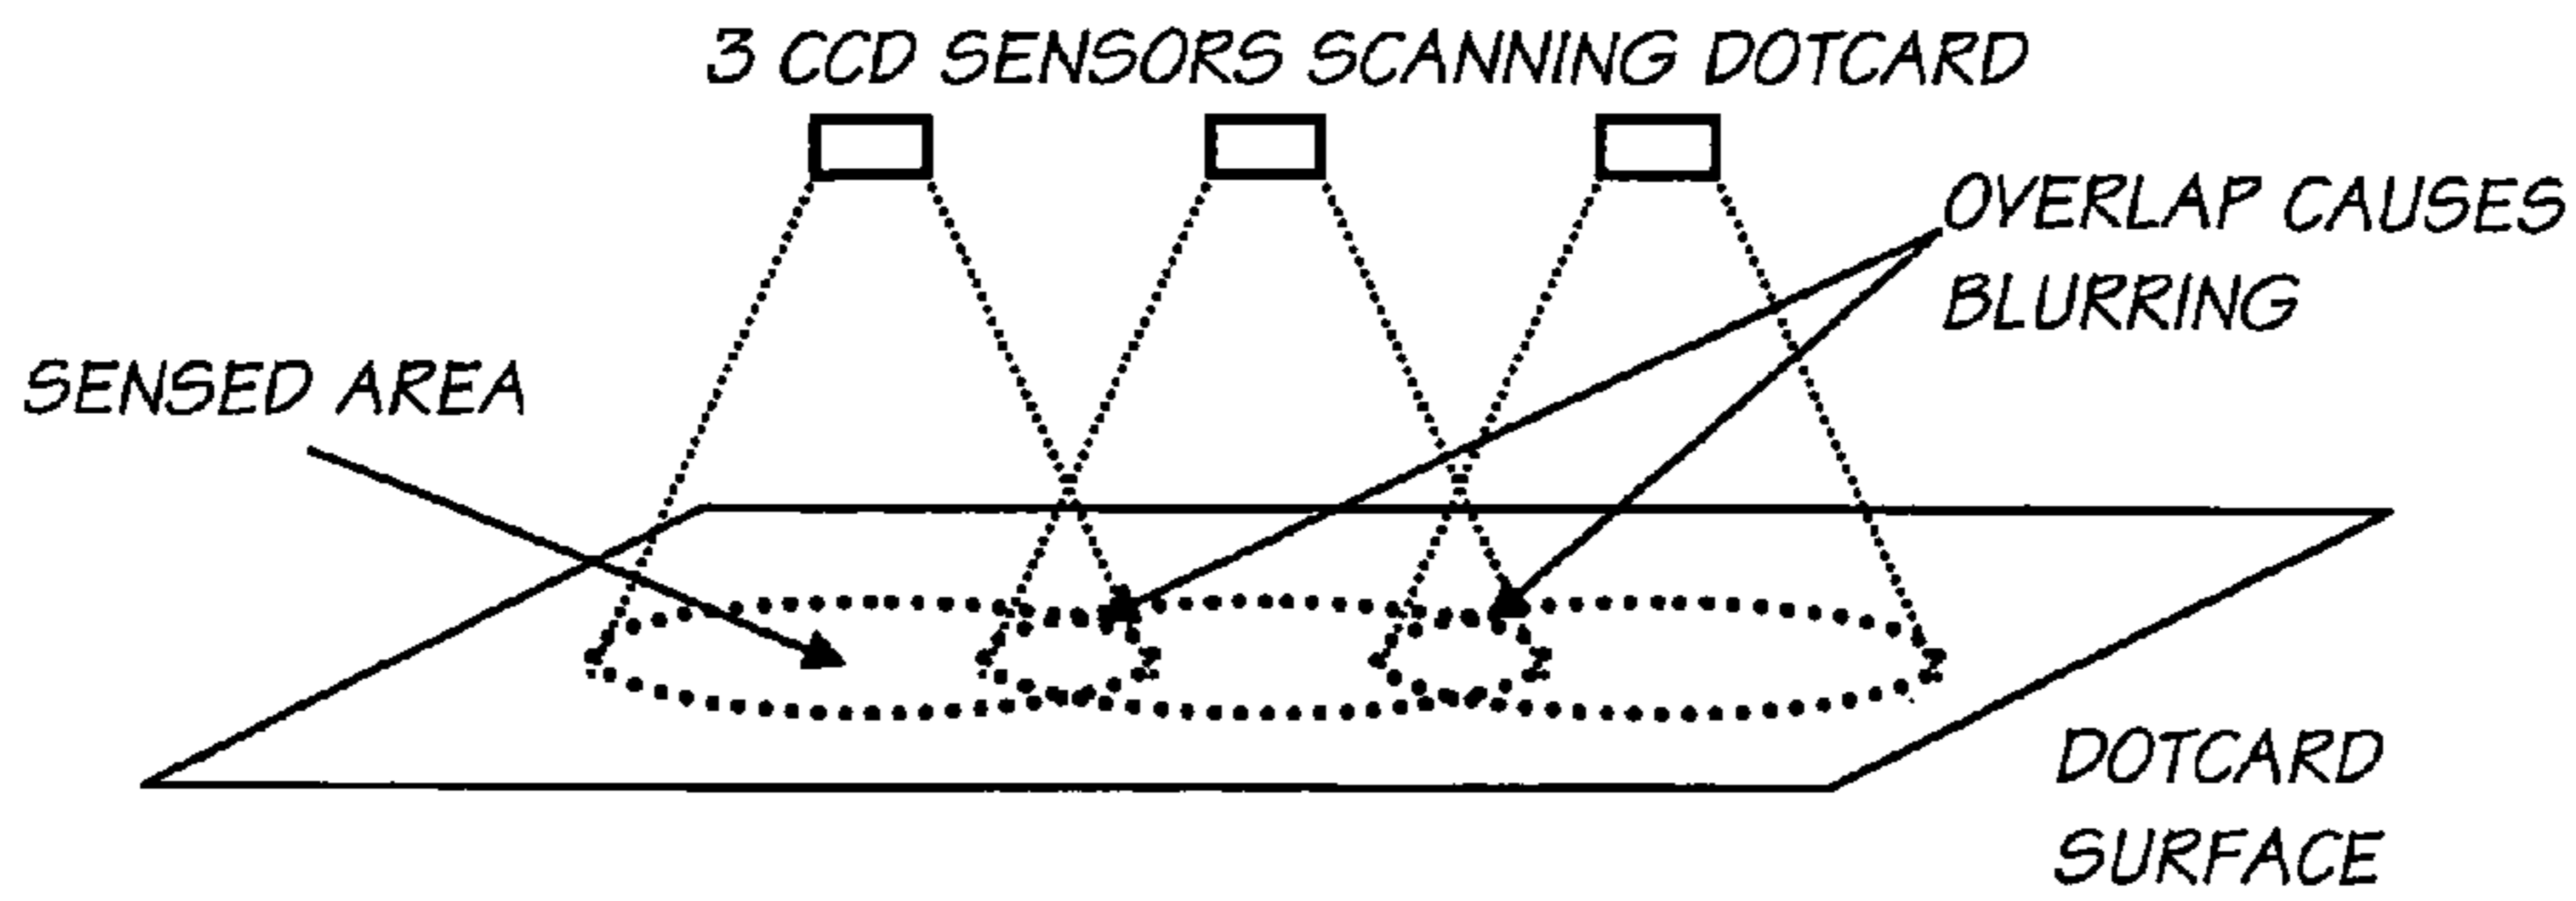 3 CCD SENSORS SCANNING DOTCARD
OVERLAP CAUSES
BLURRING
SENSED AREA
DOTCARD
SURFACE